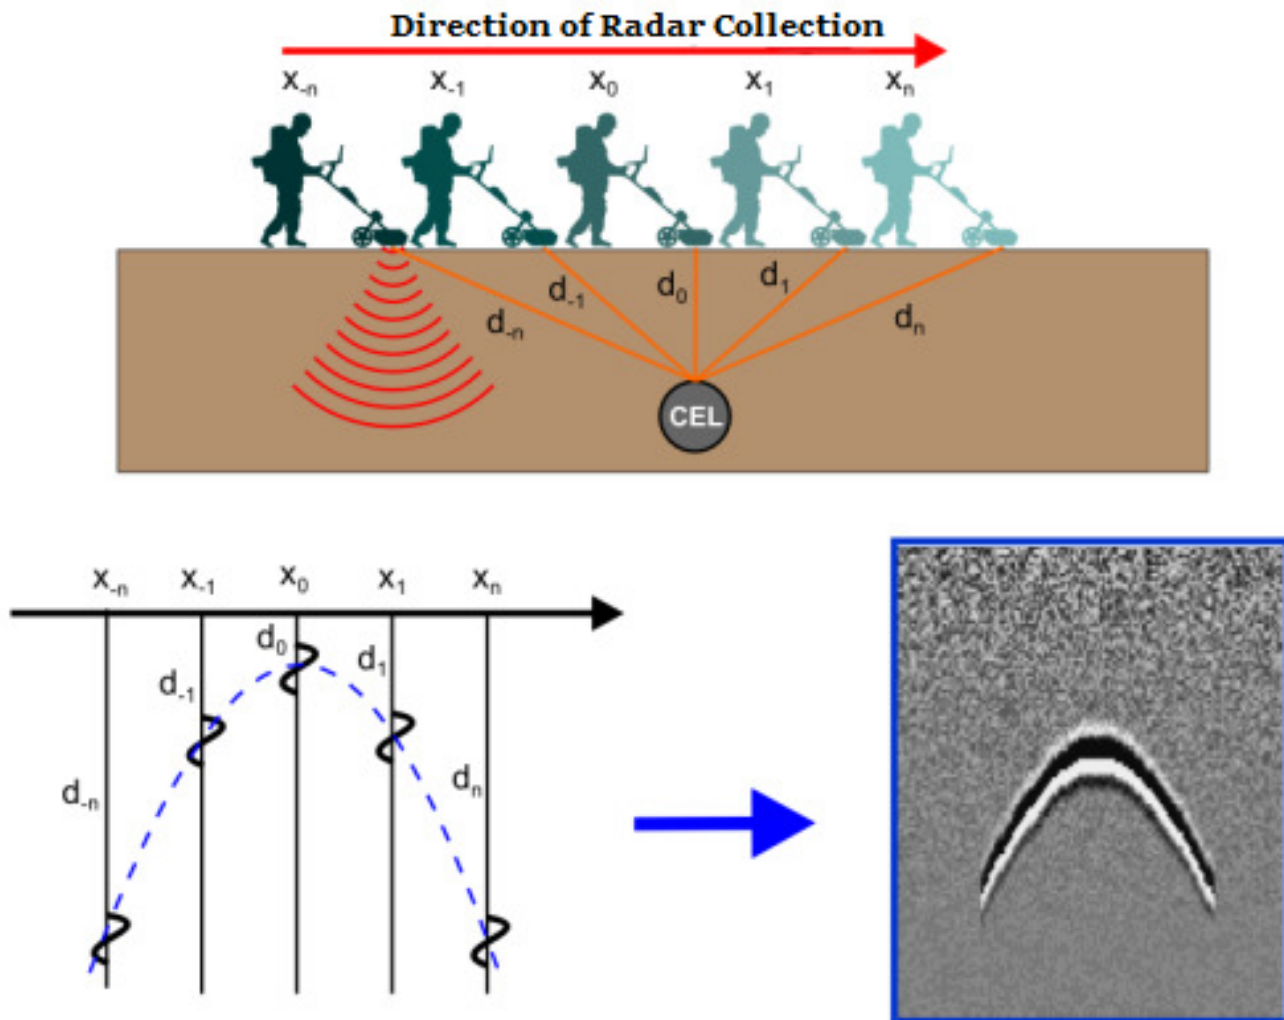 Direction of Radar Collection
x₋ₙ x₋₁ x₀ x₁ xₙ
d₋ₙ d₋₁ d₀ d₁ dₙ
CEL
x₋ₙ x₋₁ x₀ x₁ xₙ
d₋ₙ d₋₁ d₀ d₁ dₙ